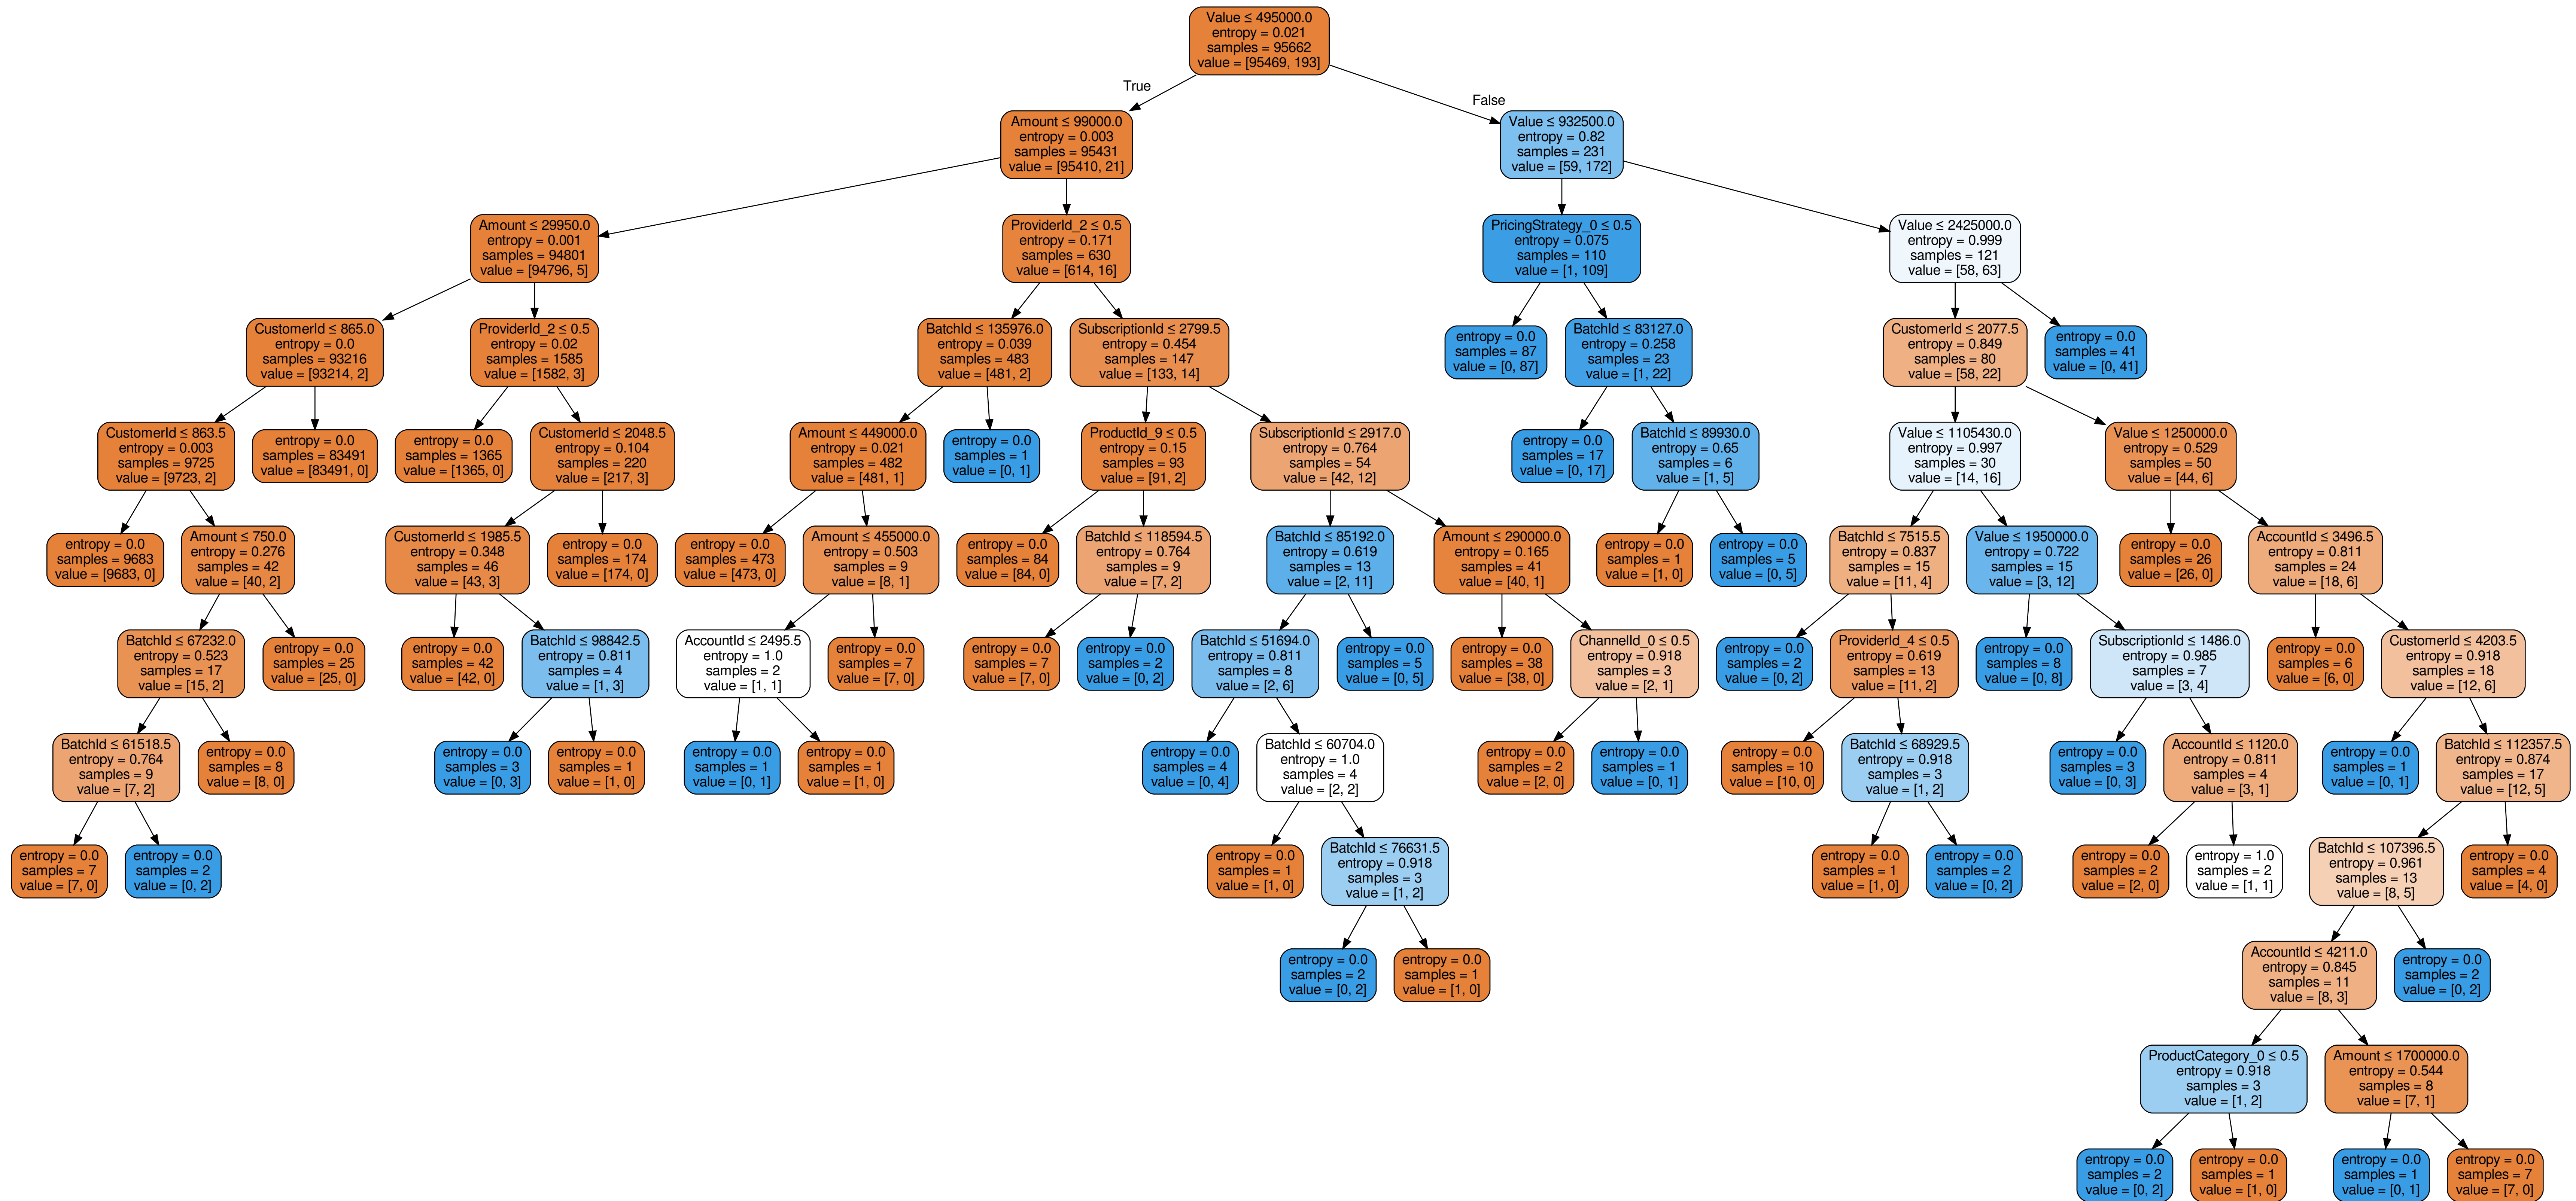 Value ≤ 495000.0
entropy = 0.021
samples = 95662
value = [95469, 193]
True
False
Amount ≤ 99000.0
entropy = 0.003
samples = 95431
value = [95410, 21]
Value ≤ 932500.0
entropy = 0.82
samples = 231
value = [59, 172]
Amount ≤ 29950.0
entropy = 0.001
samples = 94801
value = [94796, 5]
ProviderId_2 ≤ 0.5
entropy = 0.171
samples = 630
value = [614, 16]
PricingStrategy_0 ≤ 0.5
entropy = 0.075
samples = 110
value = [1, 109]
Value ≤ 2425000.0
entropy = 0.999
samples = 121
value = [58, 63]
CustomerId ≤ 865.0
entropy = 0.0
samples = 93216
value = [93214, 2]
ProviderId_2 ≤ 0.5
entropy = 0.02
samples = 1585
value = [1582, 3]
BatchId ≤ 135976.0
entropy = 0.039
samples = 483
value = [481, 2]
SubscriptionId ≤ 2799.5
entropy = 0.454
samples = 147
value = [133, 14]
entropy = 0.0
samples = 87
value = [0, 87]
BatchId ≤ 83127.0
entropy = 0.258
samples = 23
value = [1, 22]
CustomerId ≤ 2077.5
entropy = 0.849
samples = 80
value = [58, 22]
entropy = 0.0
samples = 41
value = [0, 41]
CustomerId ≤ 863.5
entropy = 0.003
samples = 9725
value = [9723, 2]
entropy = 0.0
samples = 83491
value = [83491, 0]
entropy = 0.0
samples = 1365
value = [1365, 0]
CustomerId ≤ 2048.5
entropy = 0.104
samples = 220
value = [217, 3]
Amount ≤ 449000.0
entropy = 0.021
samples = 482
value = [481, 1]
entropy = 0.0
samples = 1
value = [0, 1]
ProductId_9 ≤ 0.5
entropy = 0.15
samples = 93
value = [91, 2]
SubscriptionId ≤ 2917.0
entropy = 0.764
samples = 54
value = [42, 12]
entropy = 0.0
samples = 17
value = [0, 17]
BatchId ≤ 89930.0
entropy = 0.65
samples = 6
value = [1, 5]
Value ≤ 1105430.0
entropy = 0.997
samples = 30
value = [14, 16]
Value ≤ 1250000.0
entropy = 0.529
samples = 50
value = [44, 6]
entropy = 0.0
samples = 9683
value = [9683, 0]
Amount ≤ 750.0
entropy = 0.276
samples = 42
value = [40, 2]
CustomerId ≤ 1985.5
entropy = 0.348
samples = 46
value = [43, 3]
entropy = 0.0
samples = 174
value = [174, 0]
entropy = 0.0
samples = 473
value = [473, 0]
Amount ≤ 455000.0
entropy = 0.503
samples = 9
value = [8, 1]
entropy = 0.0
samples = 84
value = [84, 0]
BatchId ≤ 118594.5
entropy = 0.764
samples = 9
value = [7, 2]
BatchId ≤ 85192.0
entropy = 0.619
samples = 13
value = [2, 11]
Amount ≤ 290000.0
entropy = 0.165
samples = 41
value = [40, 1]
entropy = 0.0
samples = 1
value = [1, 0]
entropy = 0.0
samples = 5
value = [0, 5]
BatchId ≤ 7515.5
entropy = 0.837
samples = 15
value = [11, 4]
Value ≤ 1950000.0
entropy = 0.722
samples = 15
value = [3, 12]
entropy = 0.0
samples = 26
value = [26, 0]
AccountId ≤ 3496.5
entropy = 0.811
samples = 24
value = [18, 6]
BatchId ≤ 67232.0
entropy = 0.523
samples = 17
value = [15, 2]
entropy = 0.0
samples = 25
value = [25, 0]
entropy = 0.0
samples = 42
value = [42, 0]
BatchId ≤ 98842.5
entropy = 0.811
samples = 4
value = [1, 3]
AccountId ≤ 2495.5
entropy = 1.0
samples = 2
value = [1, 1]
entropy = 0.0
samples = 7
value = [7, 0]
entropy = 0.0
samples = 7
value = [7, 0]
entropy = 0.0
samples = 2
value = [0, 2]
BatchId ≤ 51694.0
entropy = 0.811
samples = 8
value = [2, 6]
entropy = 0.0
samples = 5
value = [0, 5]
entropy = 0.0
samples = 38
value = [38, 0]
ChannelId_0 ≤ 0.5
entropy = 0.918
samples = 3
value = [2, 1]
entropy = 0.0
samples = 2
value = [0, 2]
ProviderId_4 ≤ 0.5
entropy = 0.619
samples = 13
value = [11, 2]
entropy = 0.0
samples = 8
value = [0, 8]
SubscriptionId ≤ 1486.0
entropy = 0.985
samples = 7
value = [3, 4]
entropy = 0.0
samples = 6
value = [6, 0]
CustomerId ≤ 4203.5
entropy = 0.918
samples = 18
value = [12, 6]
BatchId ≤ 61518.5
entropy = 0.764
samples = 9
value = [7, 2]
entropy = 0.0
samples = 8
value = [8, 0]
entropy = 0.0
samples = 3
value = [0, 3]
entropy = 0.0
samples = 1
value = [1, 0]
entropy = 0.0
samples = 1
value = [0, 1]
entropy = 0.0
samples = 1
value = [1, 0]
entropy = 0.0
samples = 4
value = [0, 4]
BatchId ≤ 60704.0
entropy = 1.0
samples = 4
value = [2, 2]
entropy = 0.0
samples = 2
value = [2, 0]
entropy = 0.0
samples = 1
value = [0, 1]
entropy = 0.0
samples = 10
value = [10, 0]
BatchId ≤ 68929.5
entropy = 0.918
samples = 3
value = [1, 2]
entropy = 0.0
samples = 3
value = [0, 3]
AccountId ≤ 1120.0
entropy = 0.811
samples = 4
value = [3, 1]
entropy = 0.0
samples = 1
value = [0, 1]
BatchId ≤ 112357.5
entropy = 0.874
samples = 17
value = [12, 5]
entropy = 0.0
samples = 7
value = [7, 0]
entropy = 0.0
samples = 2
value = [0, 2]
entropy = 0.0
samples = 1
value = [1, 0]
BatchId ≤ 76631.5
entropy = 0.918
samples = 3
value = [1, 2]
entropy = 0.0
samples = 1
value = [1, 0]
entropy = 0.0
samples = 2
value = [0, 2]
entropy = 0.0
samples = 2
value = [2, 0]
entropy = 1.0
samples = 2
value = [1, 1]
BatchId ≤ 107396.5
entropy = 0.961
samples = 13
value = [8, 5]
entropy = 0.0
samples = 4
value = [4, 0]
entropy = 0.0
samples = 2
value = [0, 2]
entropy = 0.0
samples = 1
value = [1, 0]
AccountId ≤ 4211.0
entropy = 0.845
samples = 11
value = [8, 3]
entropy = 0.0
samples = 2
value = [0, 2]
ProductCategory_0 ≤ 0.5
entropy = 0.918
samples = 3
value = [1, 2]
Amount ≤ 1700000.0
entropy = 0.544
samples = 8
value = [7, 1]
entropy = 0.0
samples = 2
value = [0, 2]
entropy = 0.0
samples = 1
value = [1, 0]
entropy = 0.0
samples = 1
value = [0, 1]
entropy = 0.0
samples = 7
value = [7, 0]